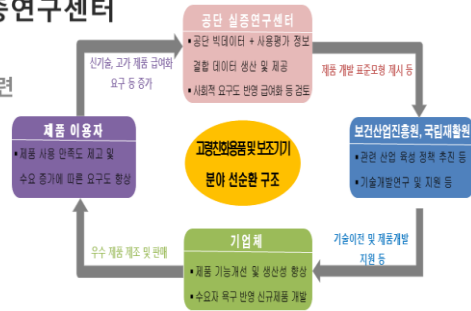 증연구센터
련
공단 실증연구센터
▪ 공단 빅데이터 + 사용평가 정보
결합 데이터 생산 및 제공
▪ 사회적 요구도 반영 급여화 등 검토
신기술, 고가 제품 급여화
요구 등 증가
제품 개발 표준모형 제시 등
제품 이용자
▪ 제품 사용 만족도 제고 및
수요 증가에 따른 요구도 향상
고령친화용품 및 보조기기
분야 선순환 구조
보건산업진흥원, 국립재활원
▪ 관련 산업 육성 정책 추진 등
▪ 기술개발연구 및 지원 등
우수 제품 제조 및 판매
기업체
▪ 제품 기능개선 및 생산성 향상
▪ 수요자 욕구 반영 신규제품 개발
기술이전 및 제품개발
지원 등